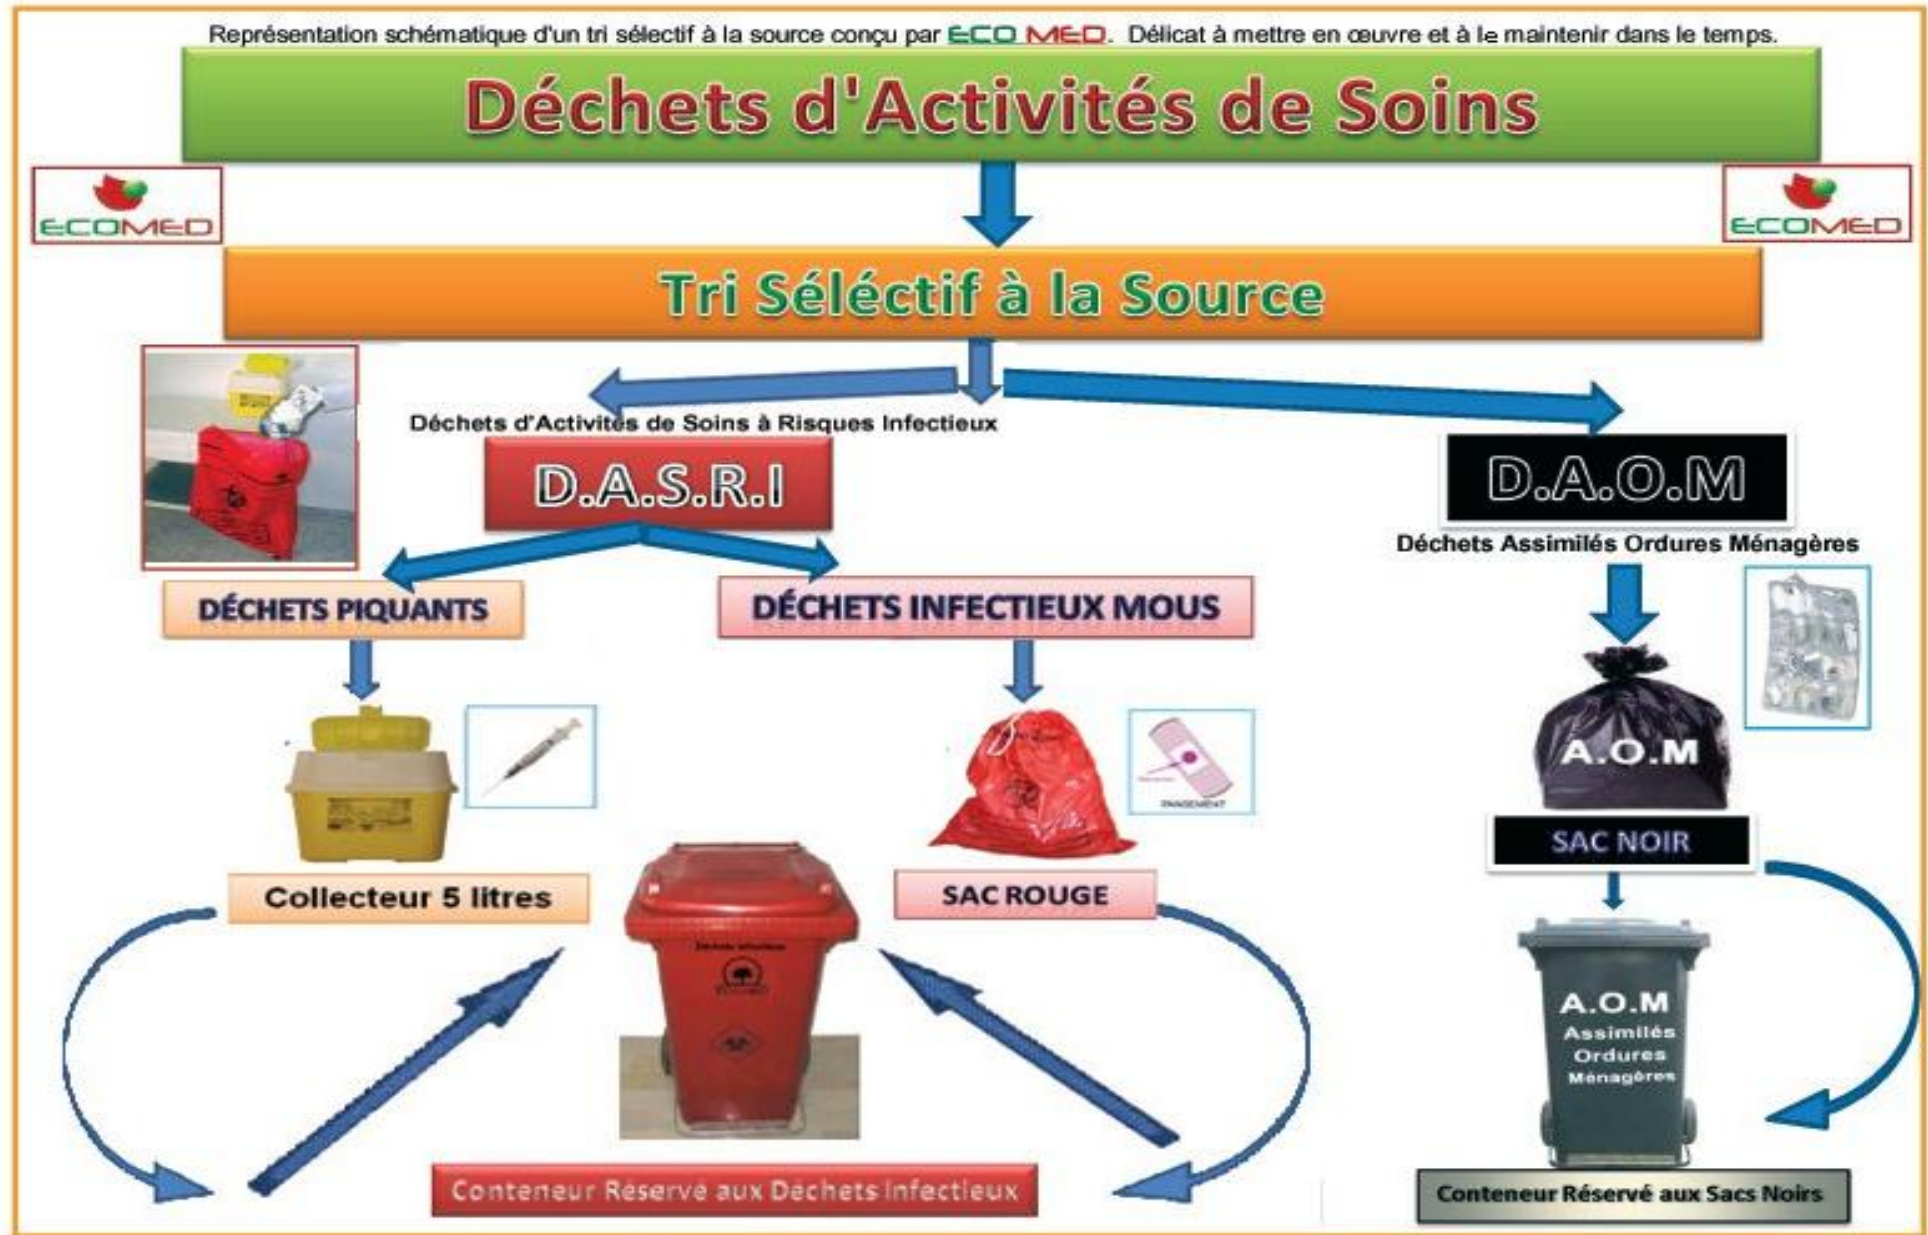 Représentation schématique d'un tri sélectif à la source conçu par ECO MED. Délicat à mettre en œuvre et à le maintenir dans le temps.
Déchets d'Activités de Soins
ECOMED
ECOMED
Tri Séléctif à la Source
Déchets d'Activités de Soins à Risques Infectieux
D.A.S.R.I
D.A.O.M
Déchets Assimilés Ordures Ménagères
DÉCHETS PIQUANTS
DÉCHETS INFECTIEUX MOUS
A.O.M
PANSEMENT
SAC NOIR
Collecteur 5 litres
SAC ROUGE
Déchets infectieux
A.O.M
Assimilés
Ordures
Ménagères
Conteneur Réservé aux Déchets Infectieux
Conteneur Réservé aux Sacs Noirs